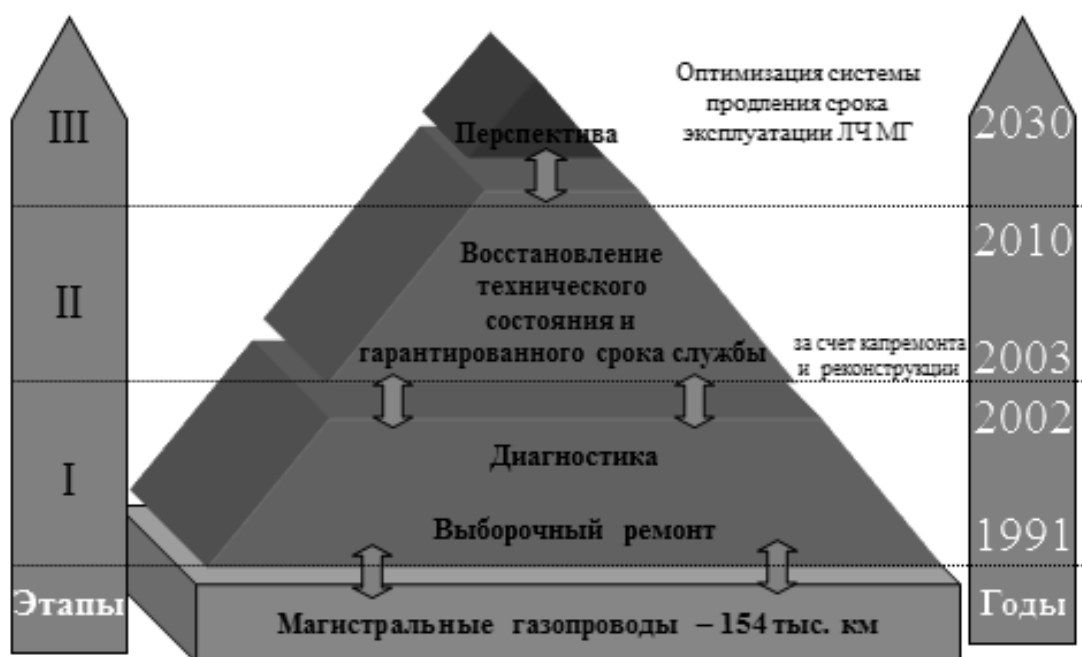 III
Перспектива
Оптимизация системы
продления срока
эксплуатации ЛЧ МГ
2030
II
Восстановление
технического
состояния и
гарантированного срока службы
за счет капремонта
и реконструкции
2010
2003
I
Диагностика
Выборочный ремонт
2002
1991
Этапы
Магистральные газопроводы – 154 тыс. км
Годы